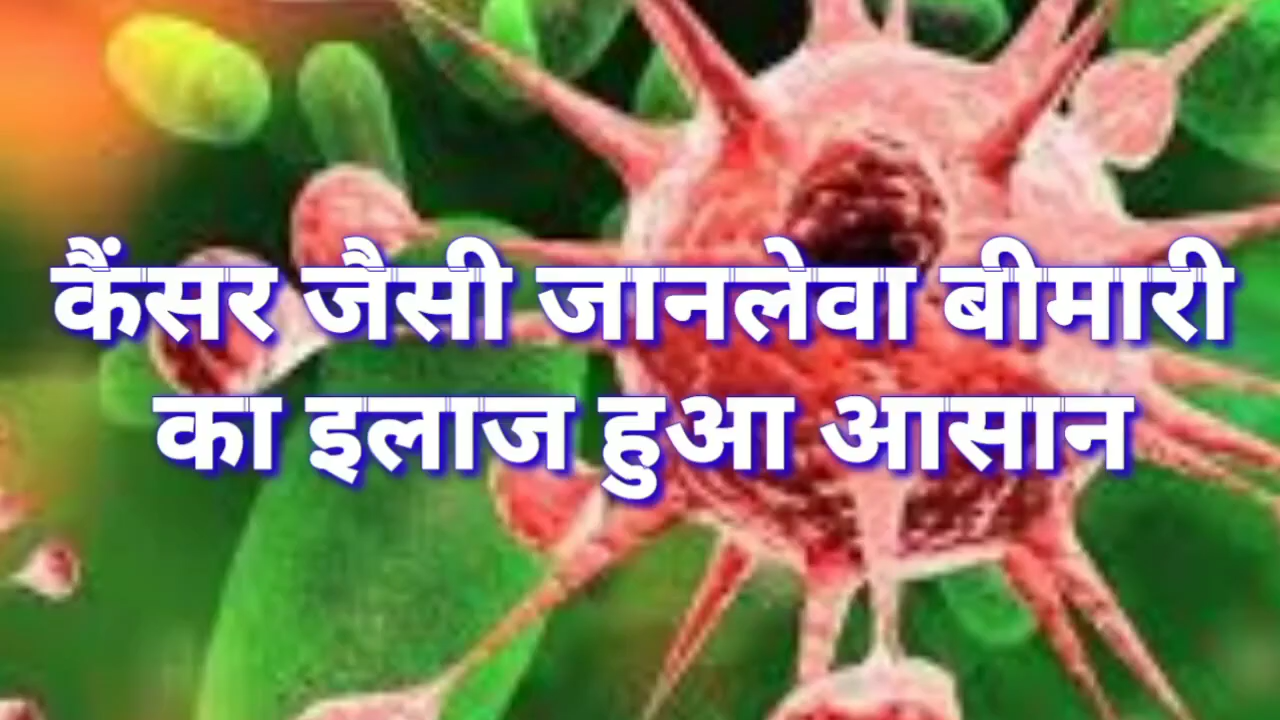 कैंसर जैसी जानलेवा बीमारी
का इलाज हुआ आसान